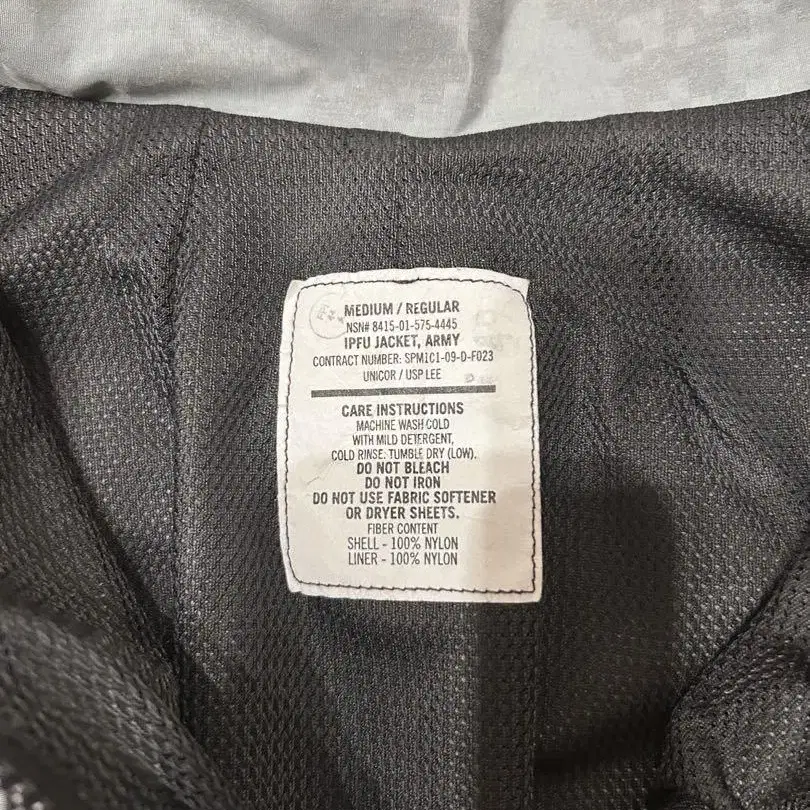 MEDIUM / REGULAR
NSN# 8415-01-575-4445
IPFU JACKET, ARMY
CONTRACT NUMBER: SPM1C1-09-D-F023
UNICOR / USP LEE
CARE INSTRUCTIONS
MACHINE WASH COLD
WITH MILD DETERGENT,
COLD RINSE. TUMBLE DRY (LOW).
DO NOT BLEACH
DO NOT IRON
DO NOT USE FABRIC SOFTENER
OR DRYER SHEETS.
FIBER CONTENT
SHELL - 100% NYLON
LINER - 100% NYLON